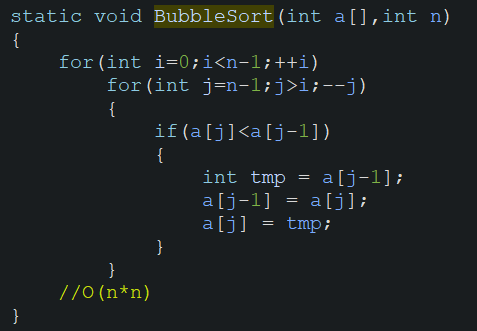 static void BubbleSort(int a[],int n)
{
    for(int i=0;i<n-1;++i)
        for(int j=n-1;j>i;--j)
        {
            if(a[j]<a[j-1])
            {
                int tmp = a[j-1];
                a[j-1] = a[j];
                a[j] = tmp;
            }
        }
    //O(n*n)
}